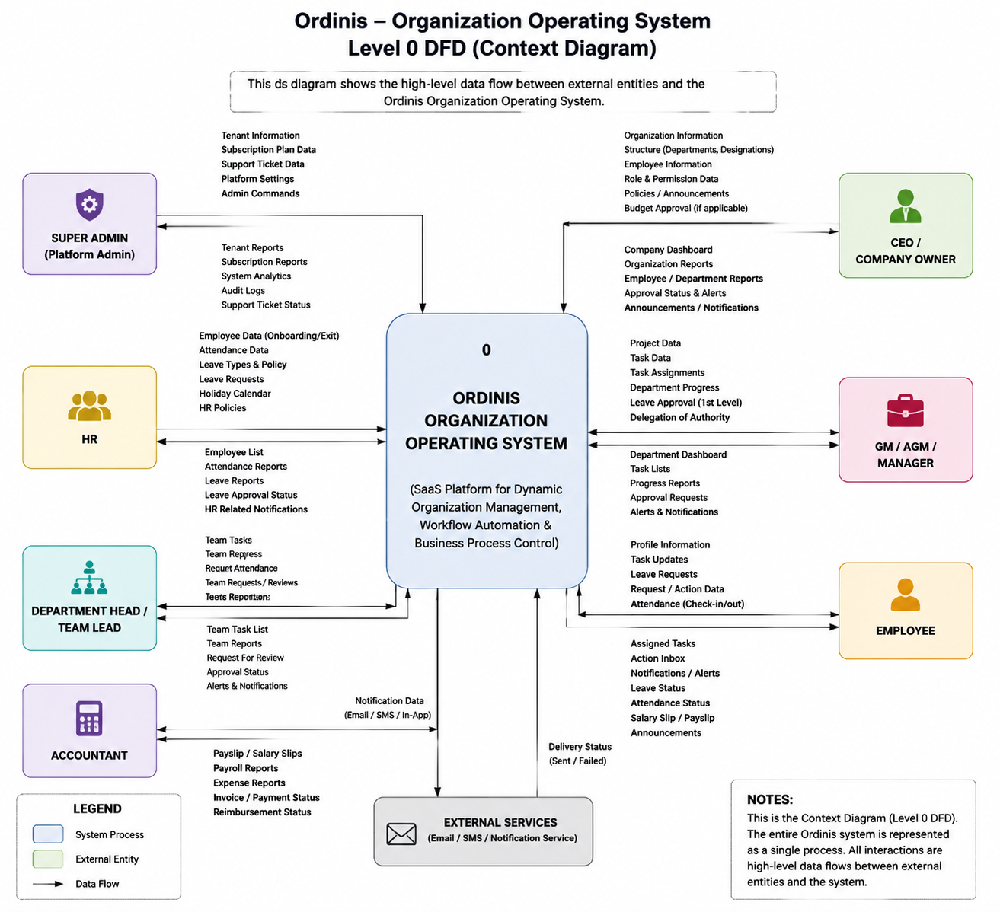 Ordinis – Organization Operating System
Level 0 DFD (Context Diagram)
This ds diagram shows the high-level data flow between external entities and the
Ordinis Organization Operating System.
Tenant Information
Subscription Plan Data
Support Ticket Data
Platform Settings
Admin Commands
Organization Information
Structure (Departments, Designations)
Employee Information
Role & Permission Data
Policies / Announcements
Budget Approval (if applicable)
SUPER ADMIN
(Platform Admin)
CEO /
COMPANY OWNER
Tenant Reports
Subscription Reports
System Analytics
Audit Logs
Support Ticket Status
Company Dashboard
Organization Reports
Employee / Department Reports
Approval Status & Alerts
Announcements / Notifications
Employee Data (Onboarding/Exit)
Attendance Data
Leave Types & Policy
Leave Requests
Holiday Calendar
HR Policies
0
ORDINIS
ORGANIZATION
OPERATING SYSTEM
(SaaS Platform for Dynamic
Organization Management,
Workflow Automation &
Business Process Control)
Project Data
Task Data
Task Assignments
Department Progress
Leave Approval (1st Level)
Delegation of Authority
HR
GM / AGM /
MANAGER
Employee List
Attendance Reports
Leave Reports
Leave Approval Status
HR Related Notifications
Department Dashboard
Task Lists
Progress Reports
Approval Requests
Alerts & Notifications
Team Tasks
Team Repress
Requet Attendance
Team Requests / Reviews
Teets
Profile Information
Task Updates
Leave Requests
Request / Action Data
Attendance (Check-in/out)
DEPARTMENT HEAD /
TEAM LEAD
EMPLOYEE
Team Task List
Team Reports
Request For Review
Approval Status
Alerts & Notifications
Assigned Tasks
Action Inbox
Notifications / Alerts
Leave Status
Attendance Status
Salary Slip / Payslip
Announcements
Notification Data
(Email / SMS / In-App)
ACCOUNTANT
Delivery Status
(Sent / Failed)
Payslip / Salary Slips
Payroll Reports
Expense Reports
Invoice / Payment Status
Reimbursement Status
LEGEND
System Process
External Entity
Data Flow
EXTERNAL SERVICES
(Email / SMS / Notification Service)
NOTES:
This is the Context Diagram (Level 0 DFD).
The entire Ordinis system is represented
as a single process. All interactions are
high-level data flows between external
entities and the system.